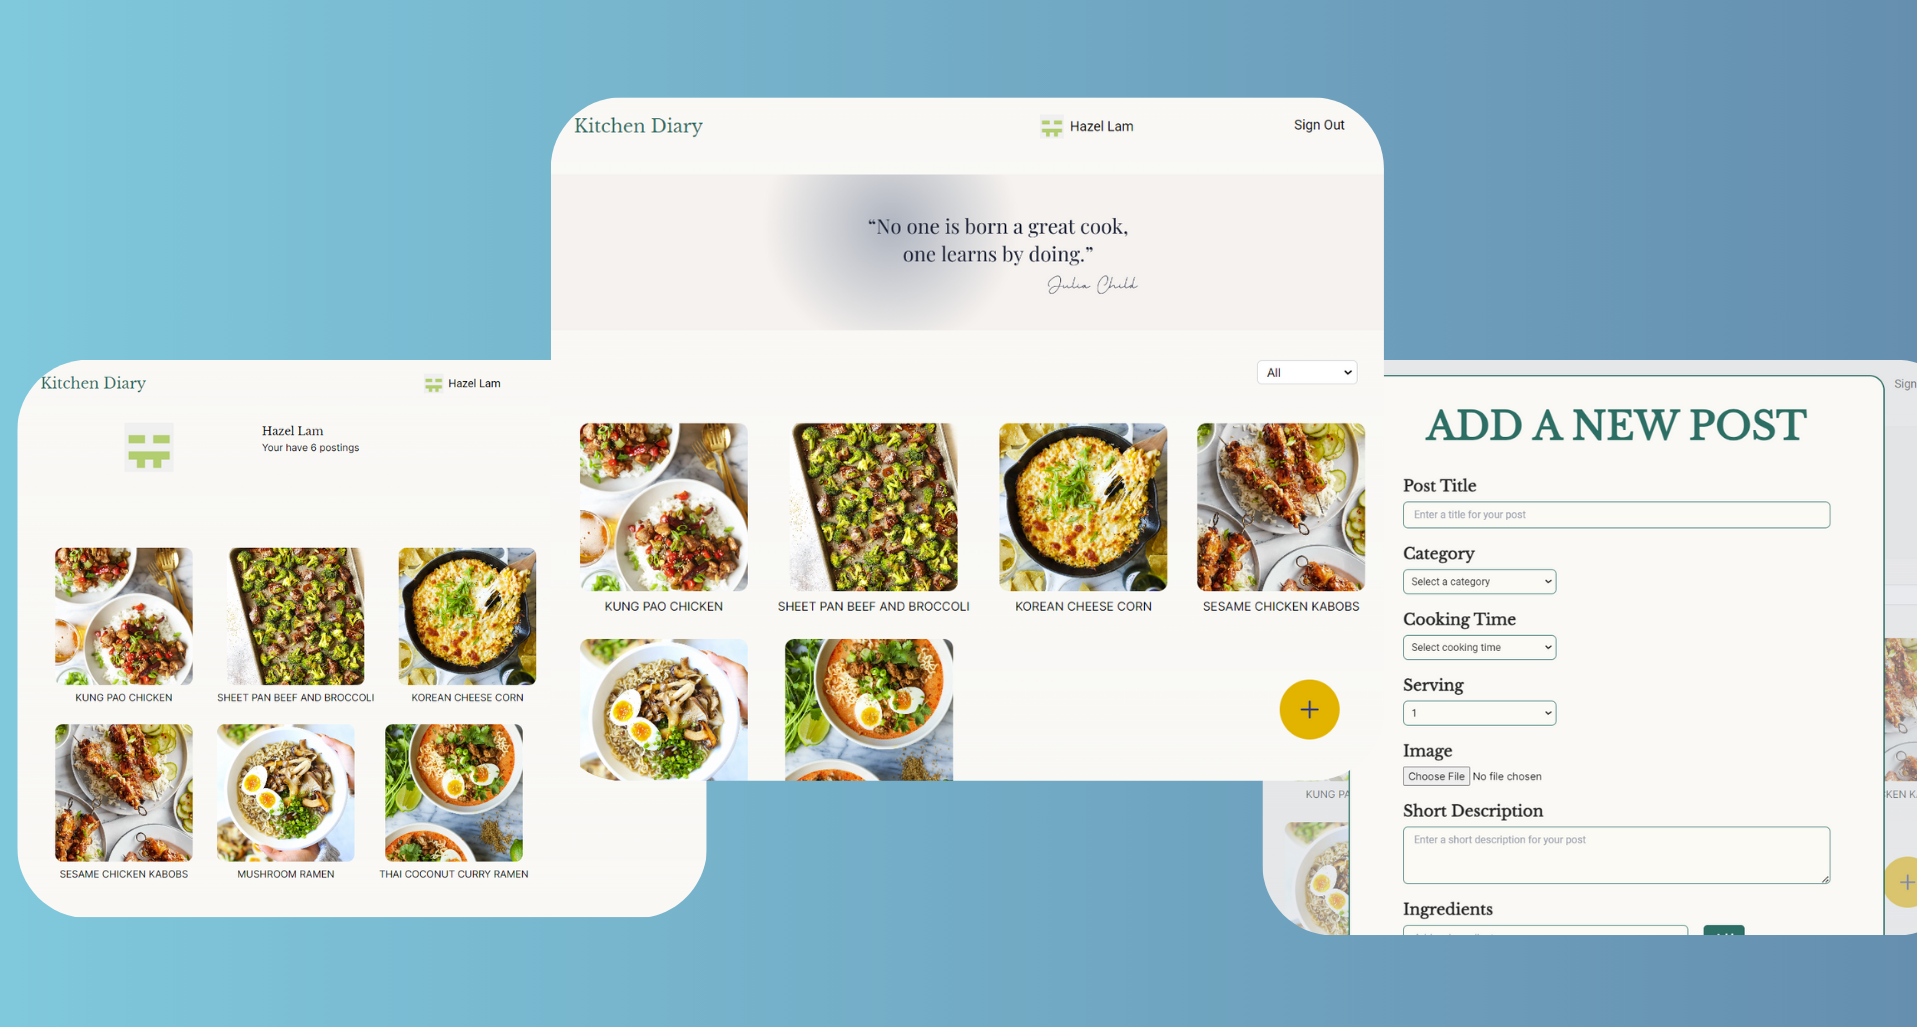 Kitchen Diary
Hazel Lam
Sign Out
“No one is born a great cook,
one learns by doing.”
Julia Child
All
KUNG PAO CHICKEN
SHEET PAN BEEF AND BROCCOLI
KOREAN CHEESE CORN
SESAME CHICKEN KABOBS
+
Kitchen Diary
Hazel Lam
Hazel Lam
Your have 6 postings
KUNG PAO CHICKEN
SHEET PAN BEEF AND BROCCOLI
KOREAN CHEESE CORN
SESAME CHICKEN KABOBS
MUSHROOM RAMEN
THAI COCONUT CURRY RAMEN
Sign
ADD A NEW POST
Post Title
Enter a title for your post
Category
Select a category
Cooking Time
Select cooking time
Serving
1
Image
Choose File No file chosen
Short Description
Enter a short description for your post
Ingredients
KUNG PA
KEN K
+